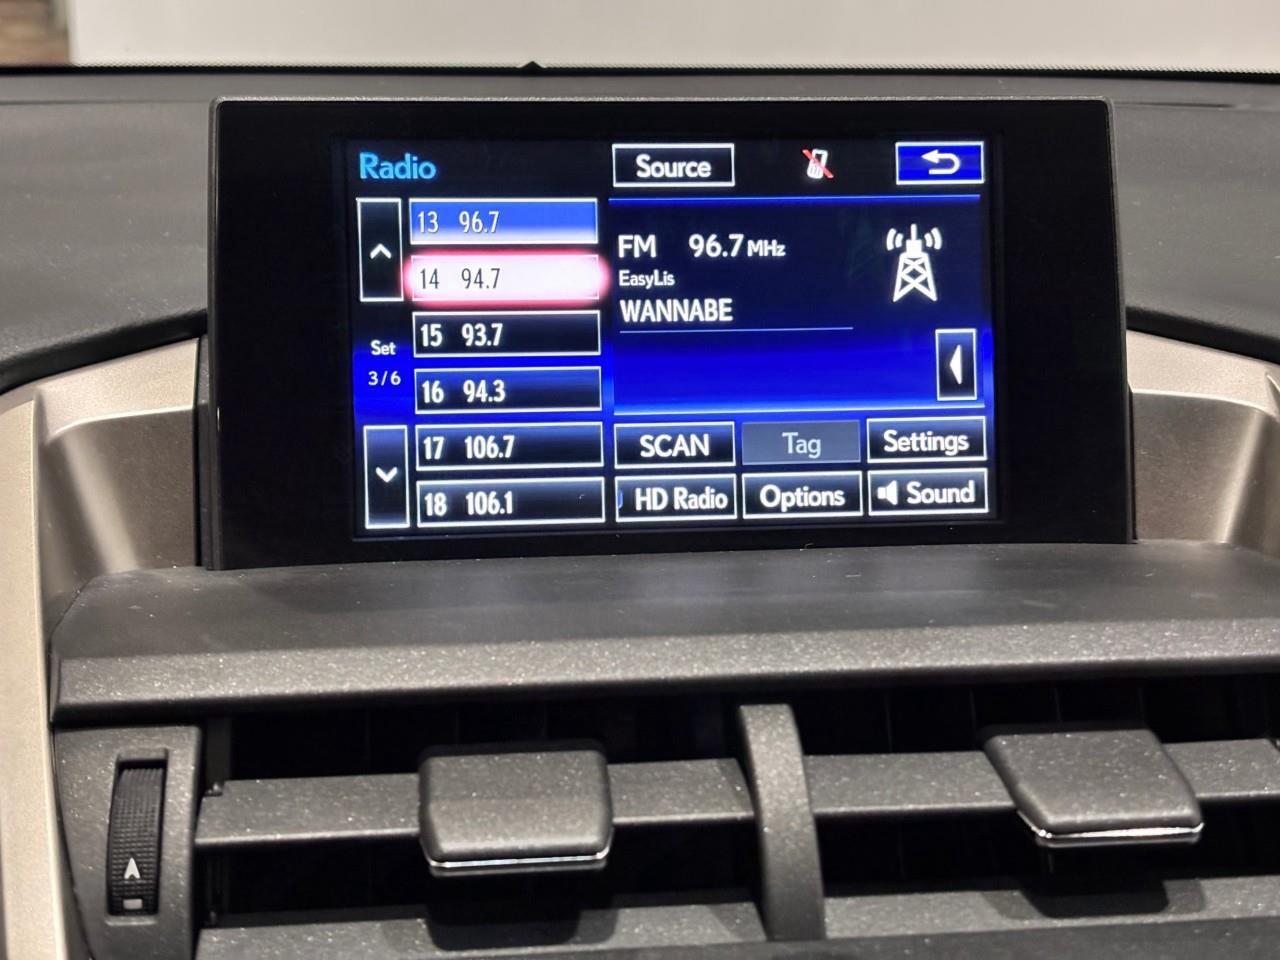 Radio
Source
13 96.7
14 94.7
15 93.7
16 94.3
17 106.7
18 106.1
Set
3/6
FM 96.7 MHz
EasyLis
WANNABE
SCAN
Tag
Settings
HD Radio
Options
Sound